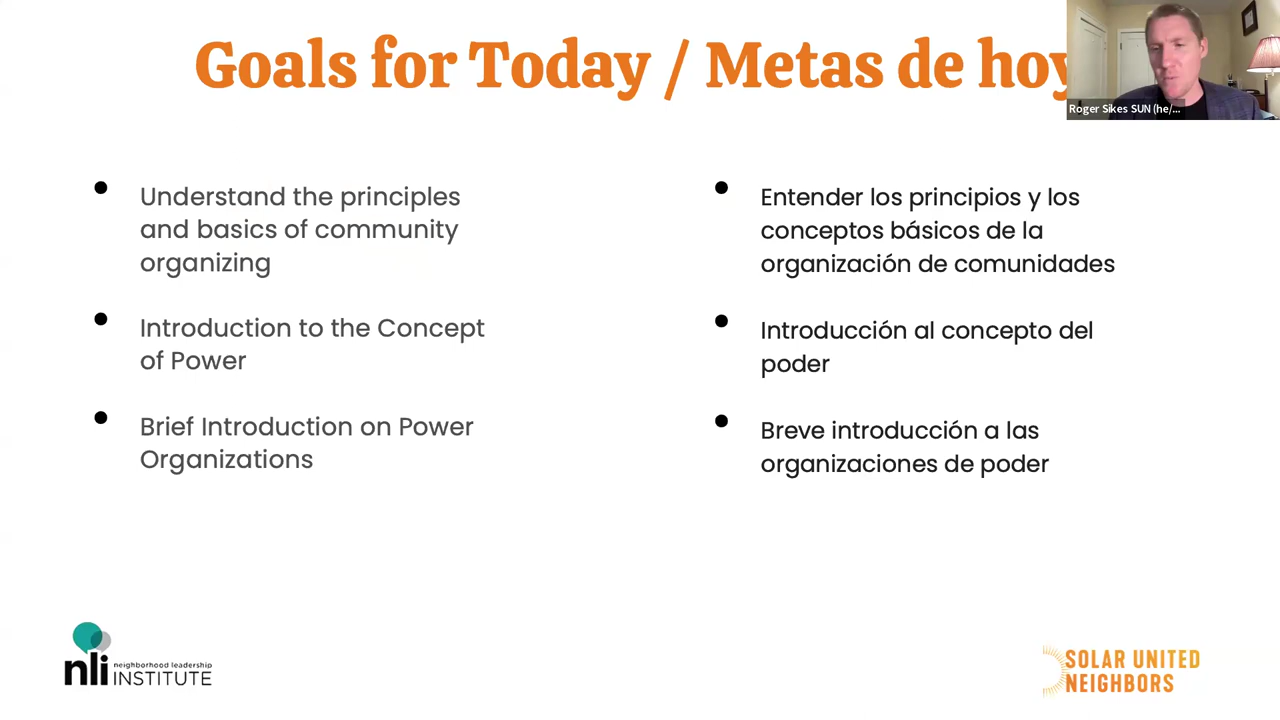 Goals for Today / Metas de hoy
Roger Sikes SUN (he/...
Understand the principles
and basics of community
organizing
Introduction to the Concept
of Power
Brief Introduction on Power
Organizations
Entender los principios y los
conceptos básicos de la
organización de comunidades
Introducción al concepto del
poder
Breve introducción a las
organizaciones de poder
nli neighborhood leadership
INSTITUTE
SOLAR UNITED
NEIGHBORS